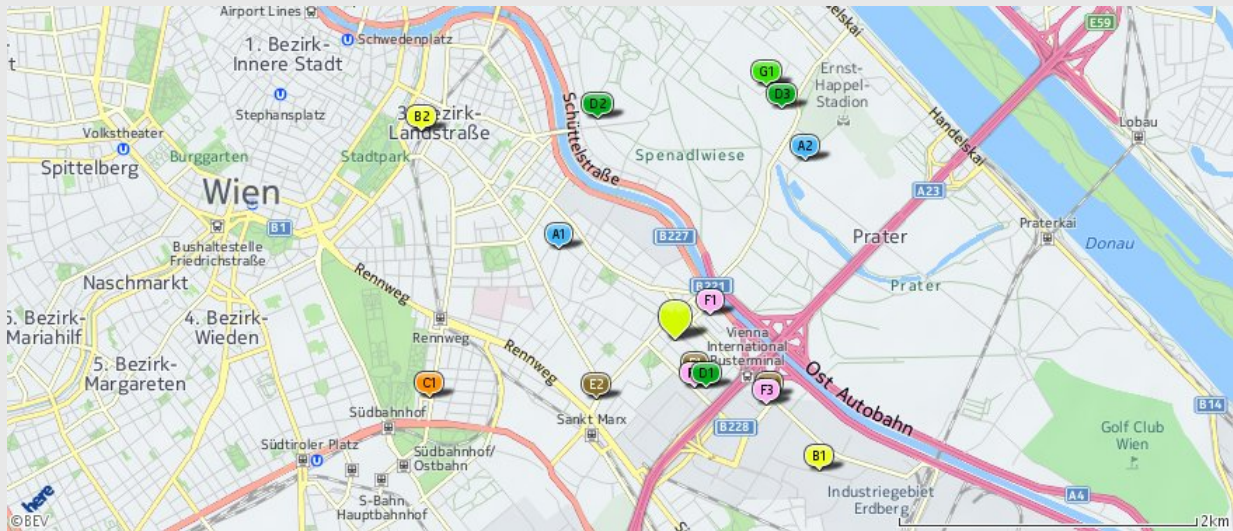 Airport Lines
Schwedenplatz
1. Bezirk-
Innere Stadt
Stephansplatz
Volkstheater
Burggarten
Stadtpark
Spittelberg
Wien
B1
Bushaltestelle
Friedrichstraße
Naschmarkt
Mariahilf
4. Bezirk-
Wieden
5. Bezirk-
Margareten
B2
Landstraße
Rennweg
Rennweg
Rennweg
C1
Südbahnhof
Südtiroler Platz
Südbahnhof/
Ostbahn
S-Bahn
Hauptbahnhof
D2
Schüttelstraße
Spenadlwiese
A1
B227
B221
F1
Vienna
International
Busterminal
D1
F3
E2
Sankt Marx
B228
B1
Industriegebiet
Erdberg
G1
D3
Ernst-
Happel-
Stadion
A2
Handelskai
Handelskai
E59
Lobau
A23
Praterkai
Prater
Prater
Donau
Ost Autobahn
B14
Golf Club
Wien
A4
here
©BEV
2km